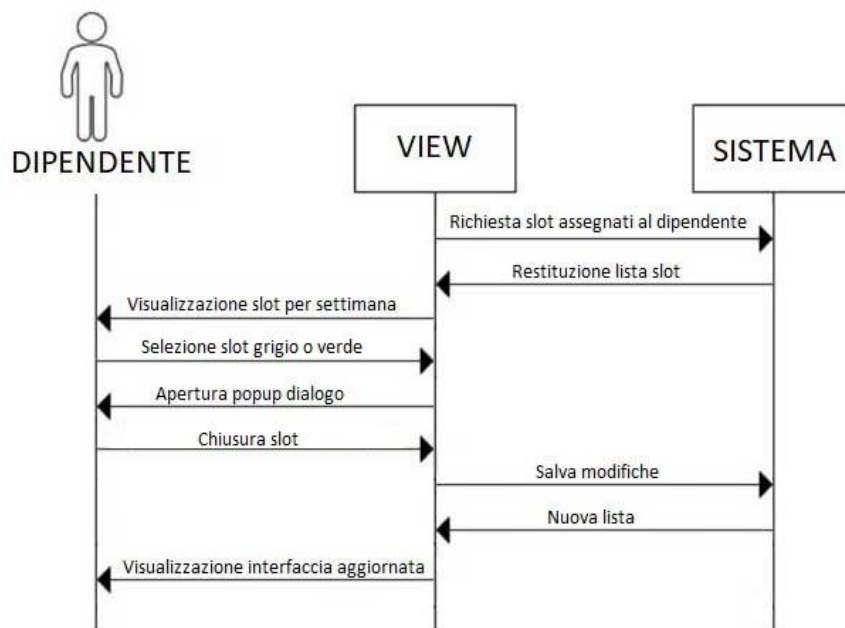 DIPENDENTE
VIEW
SISTEMA
Richiesta slot assegnati al dipendente
Restituzione lista slot
Visualizzazione slot per settimana
Selezione slot grigio o verde
Apertura popup dialogo
Chiusura slot
Salva modifiche
Nuova lista
Visualizzazione interfaccia aggiornata